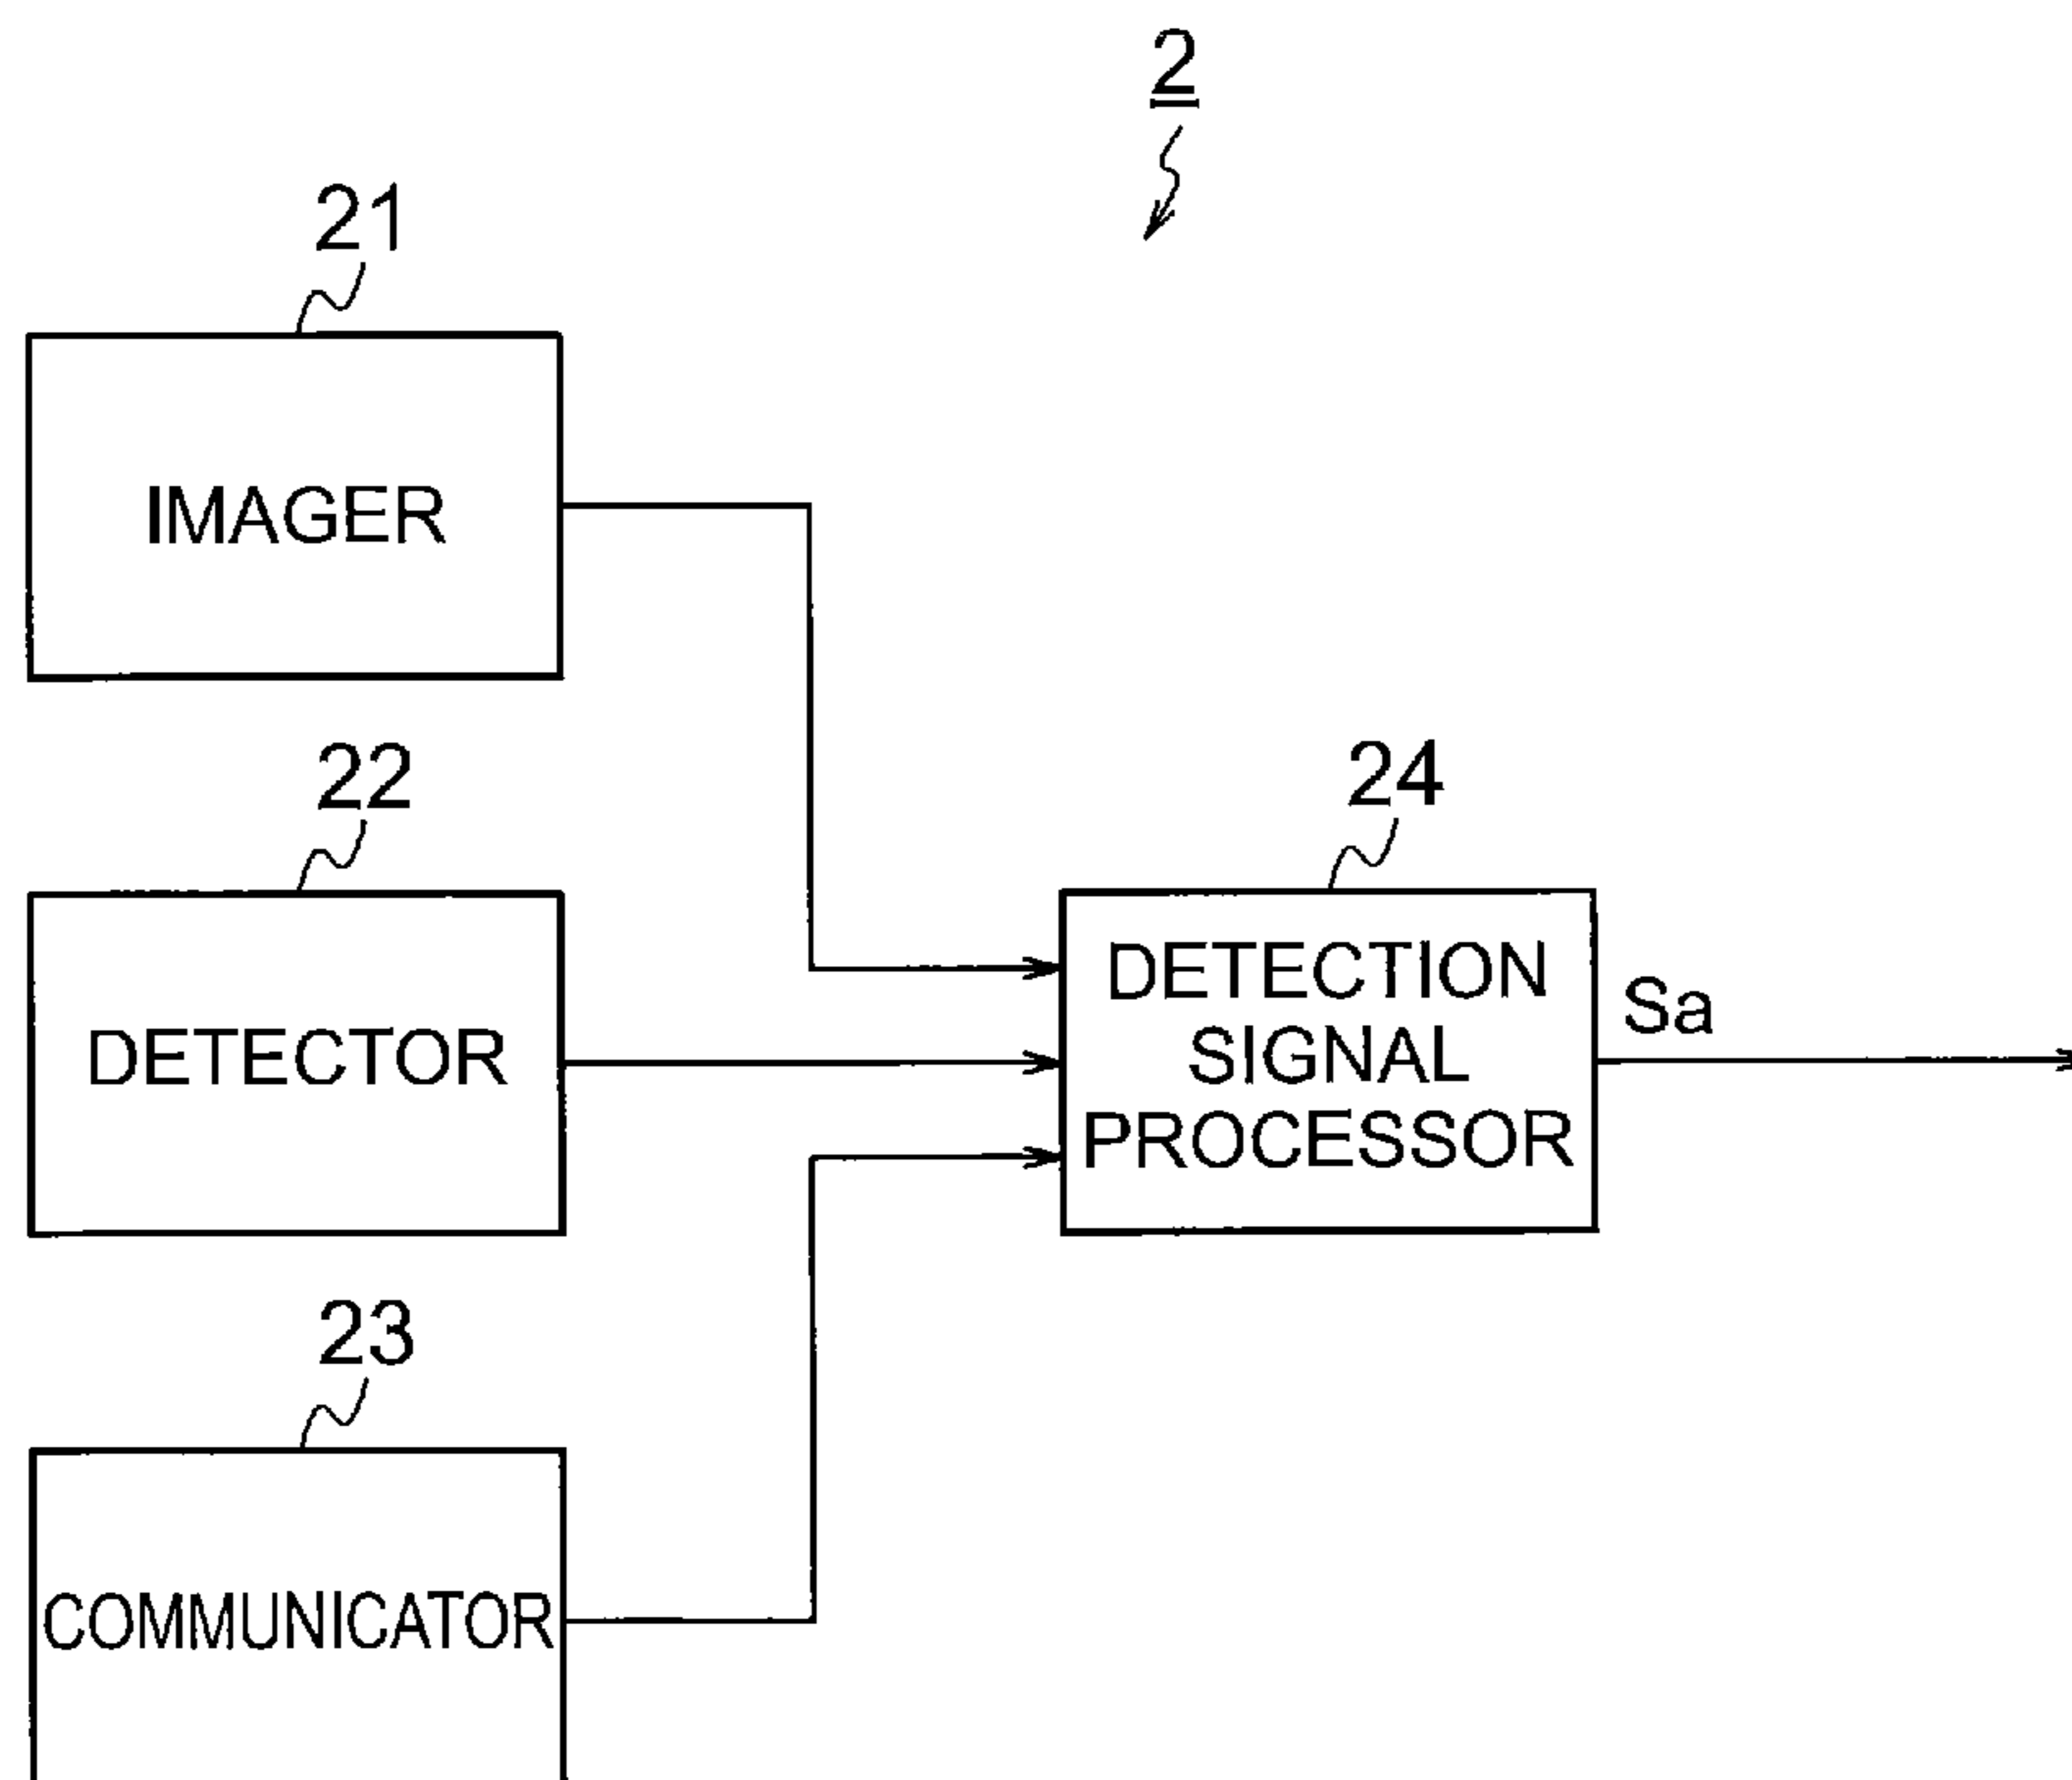 2
21
IMAGER
22
DETECTOR
23
COMMUNICATOR
24
DETECTION
SIGNAL
PROCESSOR
Sa